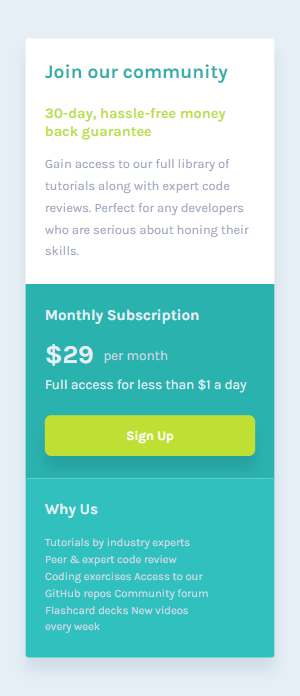 Join our community
30-day, hassle-free money
back guarantee
Gain access to our full library of
tutorials along with expert code
reviews. Perfect for any developers
who are serious about honing their
skills.
Monthly Subscription
$29 per month
Full access for less than $1 a day
Sign Up
Why Us
Tutorials by industry experts
Peer & expert code review
Coding exercises Access to our
GitHub repos Community forum
Flashcard decks New videos
every week